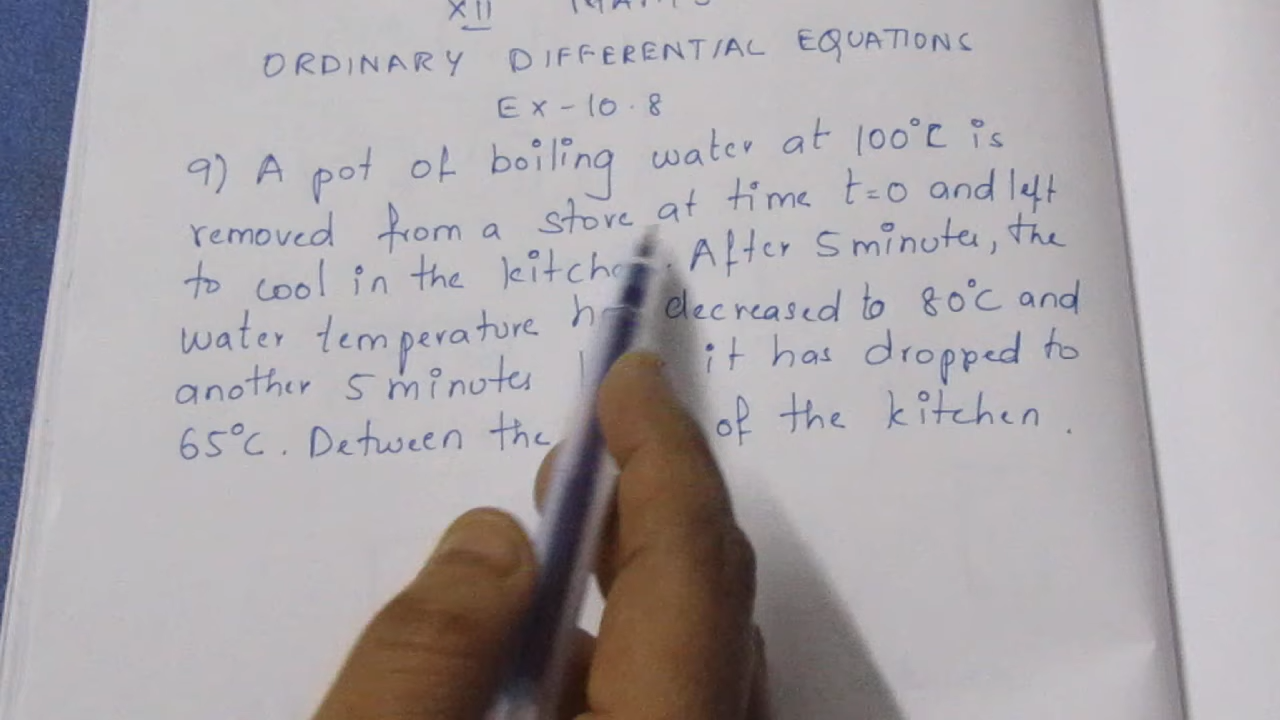 XII MATHS
ORDINARY DIFFERENTIAL EQUATIONS
Ex - 10.8
9) A pot of boiling water at 100°C is
removed from a stove at time t=0 and left
to cool in the . After 5 minutes, the
water temperature decreased to 80°C and
another 5 minutes it has dropped to
65°C. Detween the of the kitchen.